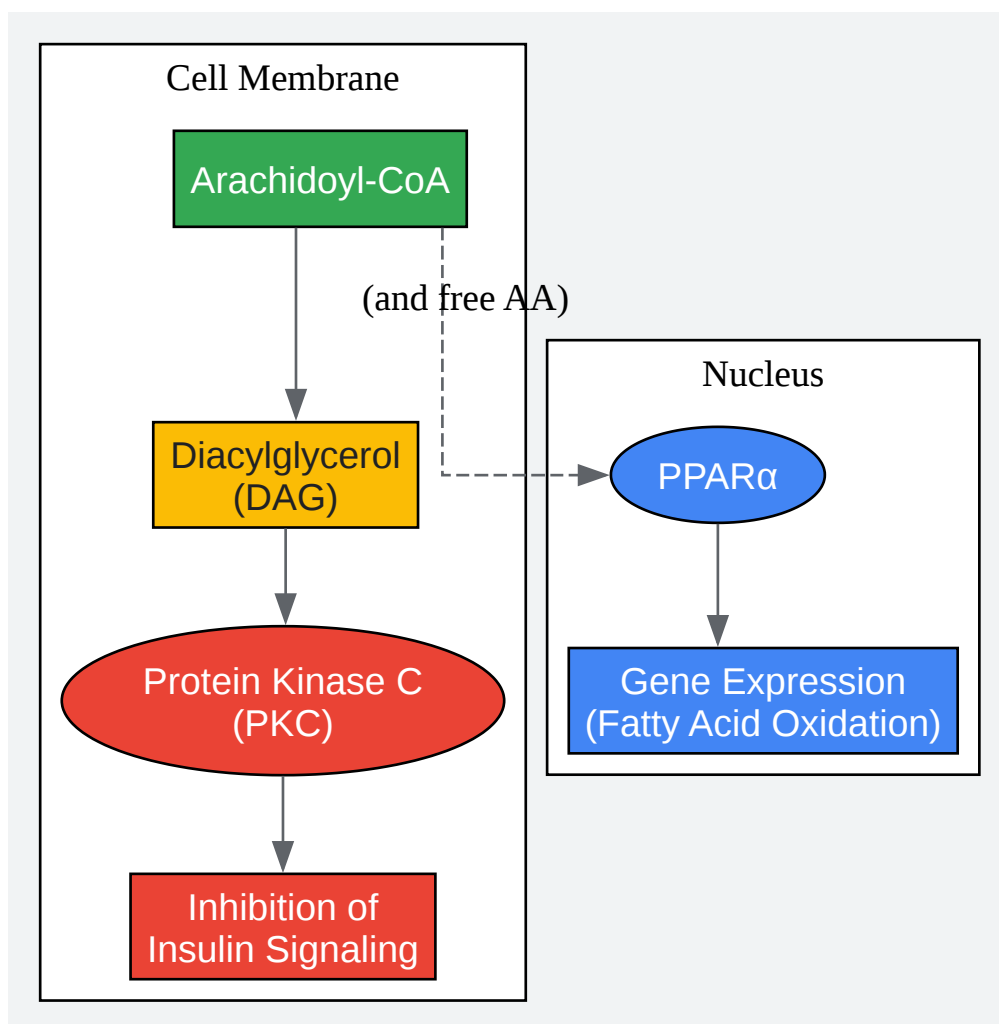 Cell Membrane
Arachidoyl-CoA
(and free AA)
Diacylglycerol
(DAG)
Protein Kinase C
(PKC)
Inhibition of
Insulin Signaling
Nucleus
PPARα
Gene Expression
(Fatty Acid Oxidation)